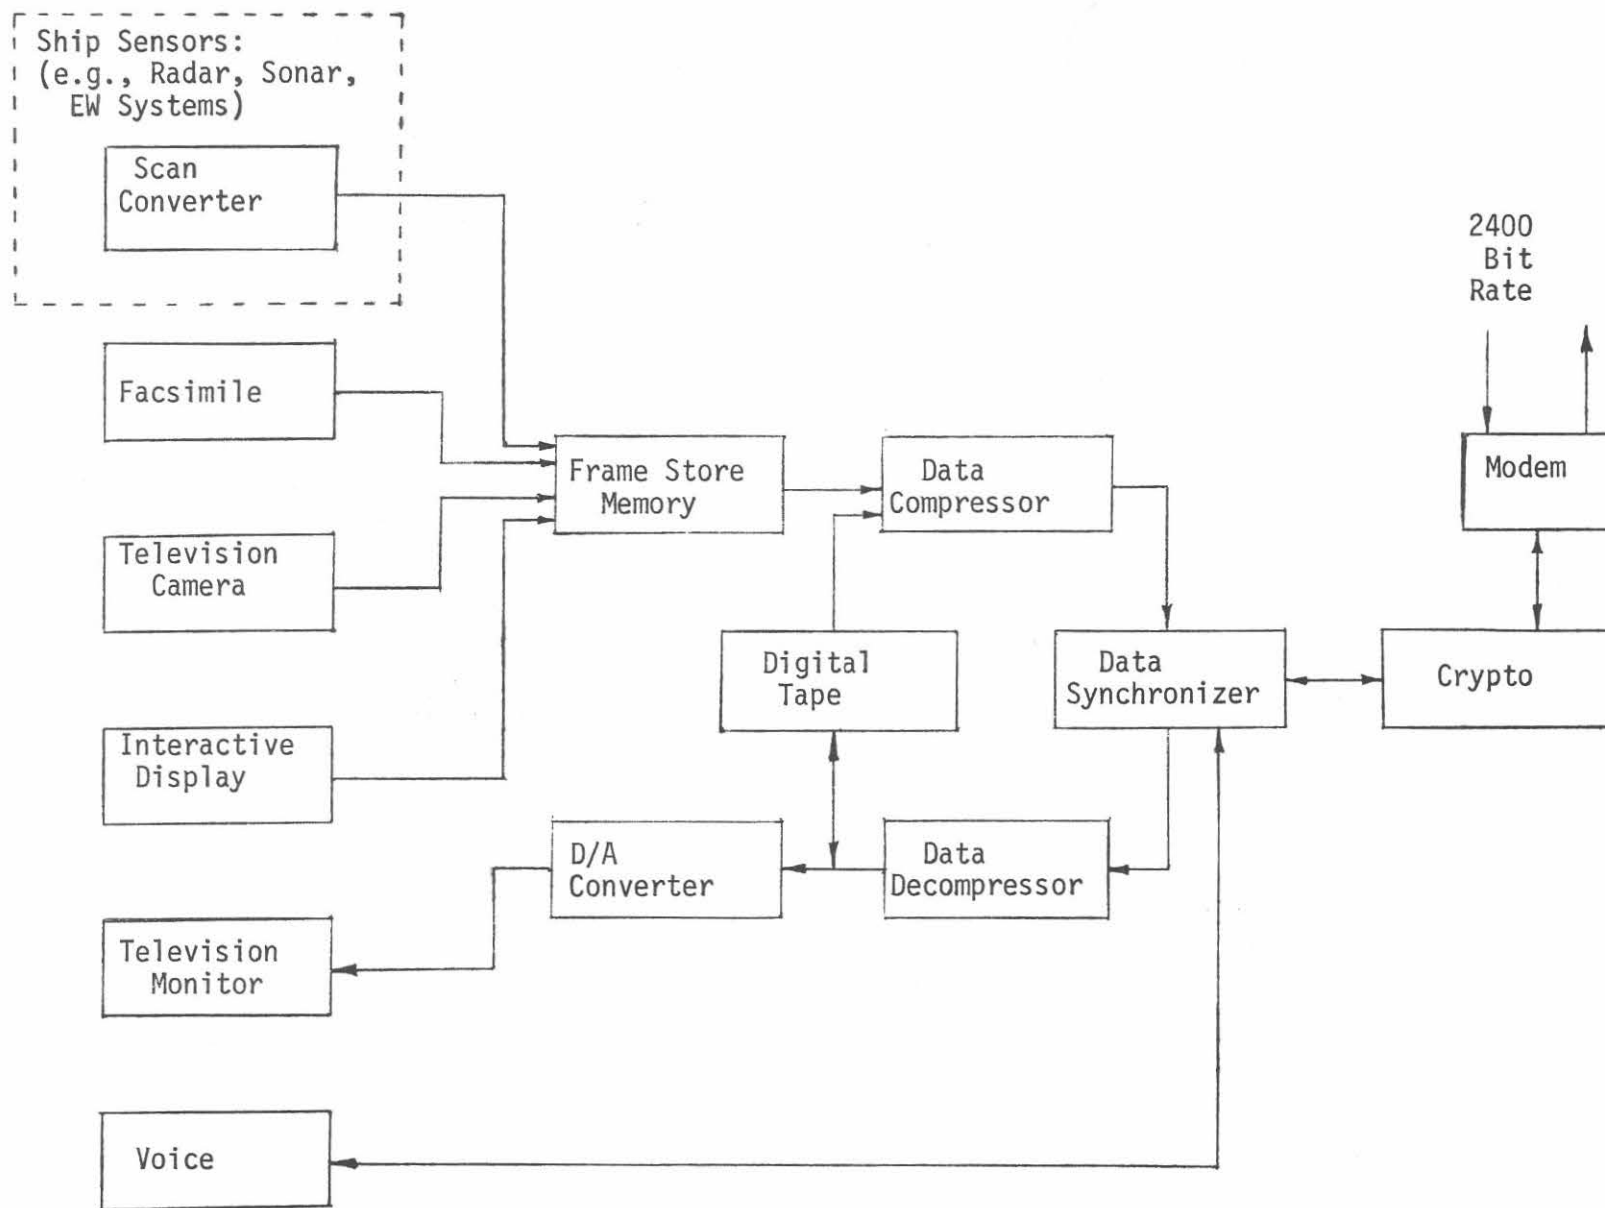 Ship Sensors:
(e.g., Radar, Sonar,
EW Systems)
Scan
Converter
2400
Bit
Rate
Facsimile
Frame Store
Memory
Data
Compressor
Modem
Television
Camera
Digital
Tape
Data
Synchronizer
Crypto
Interactive
Display
D/A
Converter
Data
Decompressor
Television
Monitor
Voice